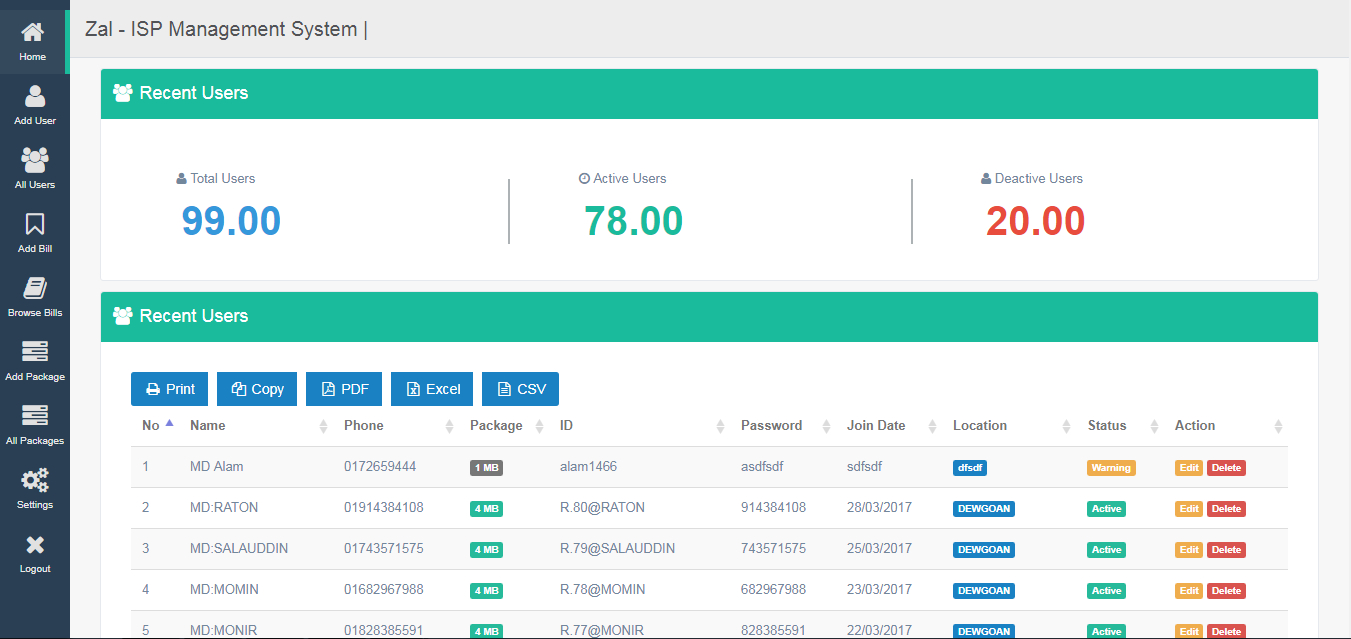 Zal - ISP Management System |
Home
Add User
All Users
Add Bill
Browse Bills
Add Package
All Packages
Settings
Logout
Recent Users
Total Users
99.00
Active Users
78.00
Deactive Users
20.00
Recent Users
Print Copy PDF Excel CSV
No Name Phone Package ID Password Join Date Location Status Action
1 MD Alam 0172659444 1 MB alam1466 asdfsdf sdfsdf dfsdf Warning Edit Delete
2 MD:RATON 01914384108 4 MB R.80@RATON 914384108 28/03/2017 DEWGOAN Active Edit Delete
3 MD:SALAUDDIN 01743571575 4 MB R.79@SALAUDDIN 743571575 25/03/2017 DEWGOAN Active Edit Delete
4 MD:MOMIN 01682967988 4 MB R.78@MOMIN 682967988 23/03/2017 DEWGOAN Active Edit Delete
5 MD:MONIR 01828385591 4 MB R.77@MONIR 828385591 22/03/2017 DEWGOAN Active Edit Delete